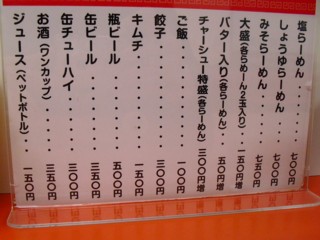 塩らーめん・・・・・七〇〇円
しょうゆらーめん・・・七〇〇円
みそらーめん・・・・七五〇円
大盛(各らーめん2玉入り)・・一五〇円増
バター入り(各らーめん)・・一五〇円増
チャーシュー特盛(各らーめん)三〇〇円増
ご飯・・・・・・・・一〇〇円
餃子・・・・・・・・三〇〇円
キムチ・・・・・・・一五〇円
瓶ビール・・・・・・五〇〇円
缶ビール・・・・・・三五〇円
缶チューハイ・・・・三〇〇円
お酒(ワンカップ)・・・三五〇円
ジュース(ペットボトル)・・一五〇円